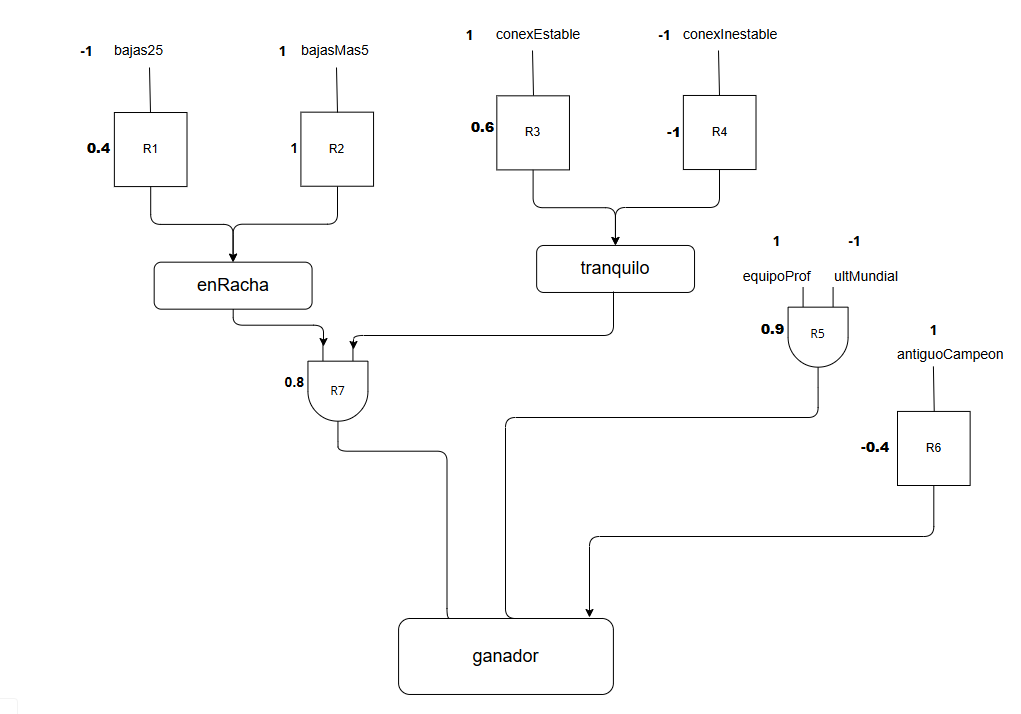 -1 bajas25
1 bajasMas5
1 conexEstable
-1 conexInestable
0.4 R1
1 R2
0.6 R3
-1 R4
enRacha
tranquilo
1 -1
equipoProf ultMundial
0.9 R5
1
antiguoCampeon
0.8 R7
-0.4 R6
ganador